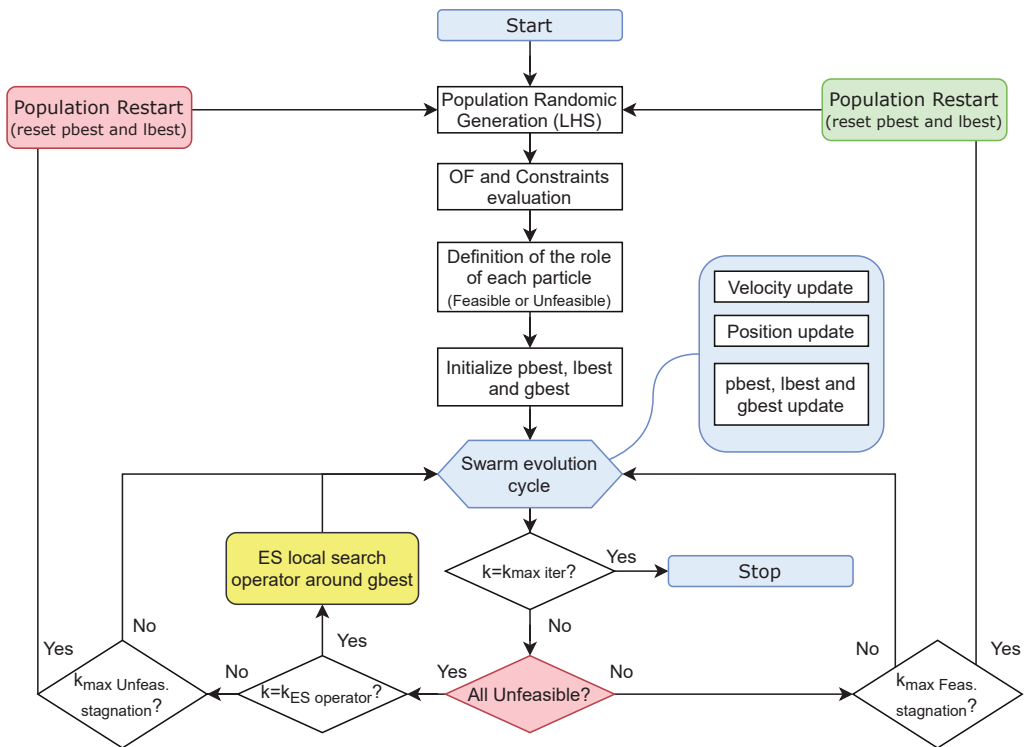 Start
Population Restart
(reset pbest and lbest)
Population Randomic
Generation (LHS)
Population Restart
(reset pbest and lbest)
OF and Constraints
evaluation
Definition of the role
of each particle
(Feasible or Unfeasible)
Velocity update
Position update
pbest, lbest and
gbest update
Initialize pbest, lbest
and gbest
Swarm evolution
cycle
ES local search
operator around gbest
k=kmax iter?
Yes
Stop
No
No
Yes
Yes
No
Yes
No
No
Yes
kmax Unfeas.
stagnation?
k=kES operator?
All Unfeasible?
kmax Feas.
stagnation?